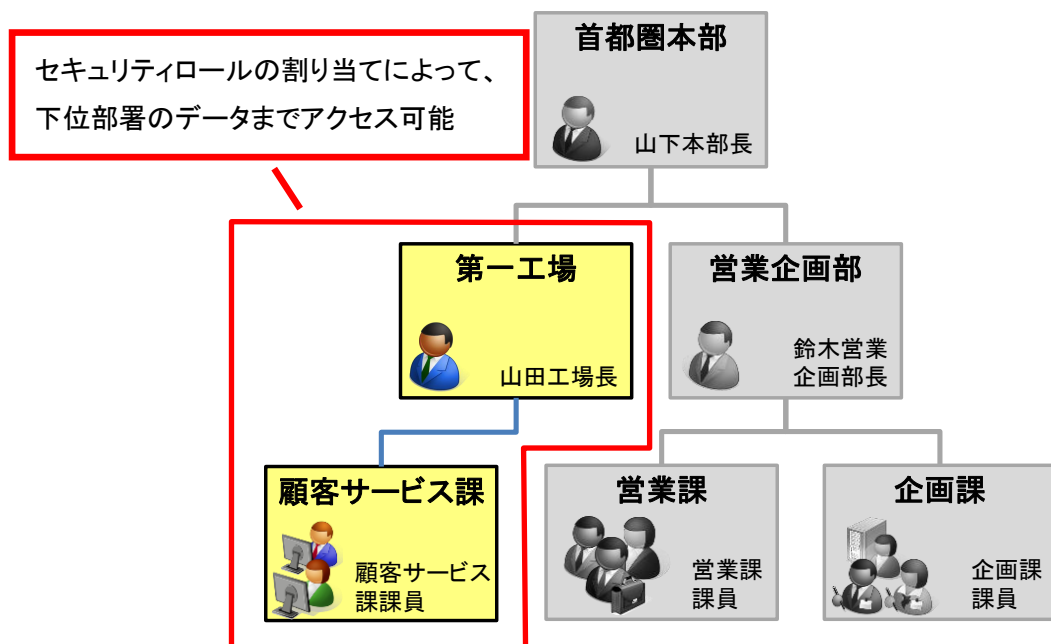 セキュリティロールの割り当てによって、
下位部署のデータまでアクセス可能
首都圏本部
山下本部長
第一工場
山田工場長
営業企画部
鈴木営業
企画部長
顧客サービス課
顧客サービス
課課員
営業課
営業課
課員
企画課
企画課
課員